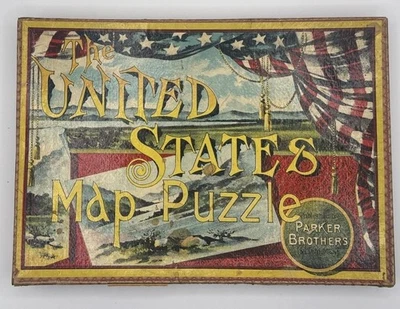 The
UNITED
STATES
Map Puzzle
PARKER
BROTHERS